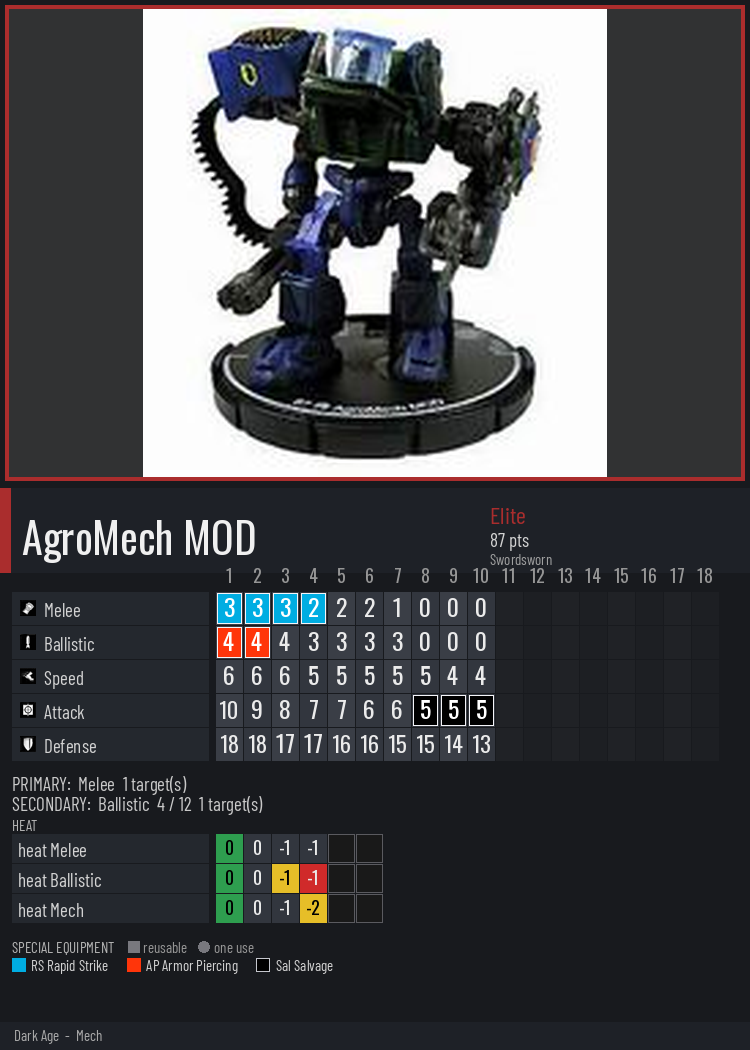 AgroMech MOD
Elite
87 pts
Swordsworn
1 2 3 4 5 6 7 8 9 10 11 12 13 14 15 16 17 18
Melee 3 3 3 2 2 2 1 0 0 0
Ballistic 4 4 4 3 3 3 3 0 0 0
Speed 6 6 6 5 5 5 5 5 4 4
Attack 10 9 8 7 7 6 6 5 5 5
Defense 18 18 17 17 16 16 15 15 14 13
PRIMARY: Melee 1 target(s)
SECONDARY: Ballistic 4 / 12 1 target(s)
HEAT
heat Melee 0 0 -1 -1
heat Ballistic 0 0 -1 -1
heat Mech 0 0 -1 -2
SPECIAL EQUIPMENT reusable one use
RS Rapid Strike AP Armor Piercing Sal Salvage
Dark Age - Mech